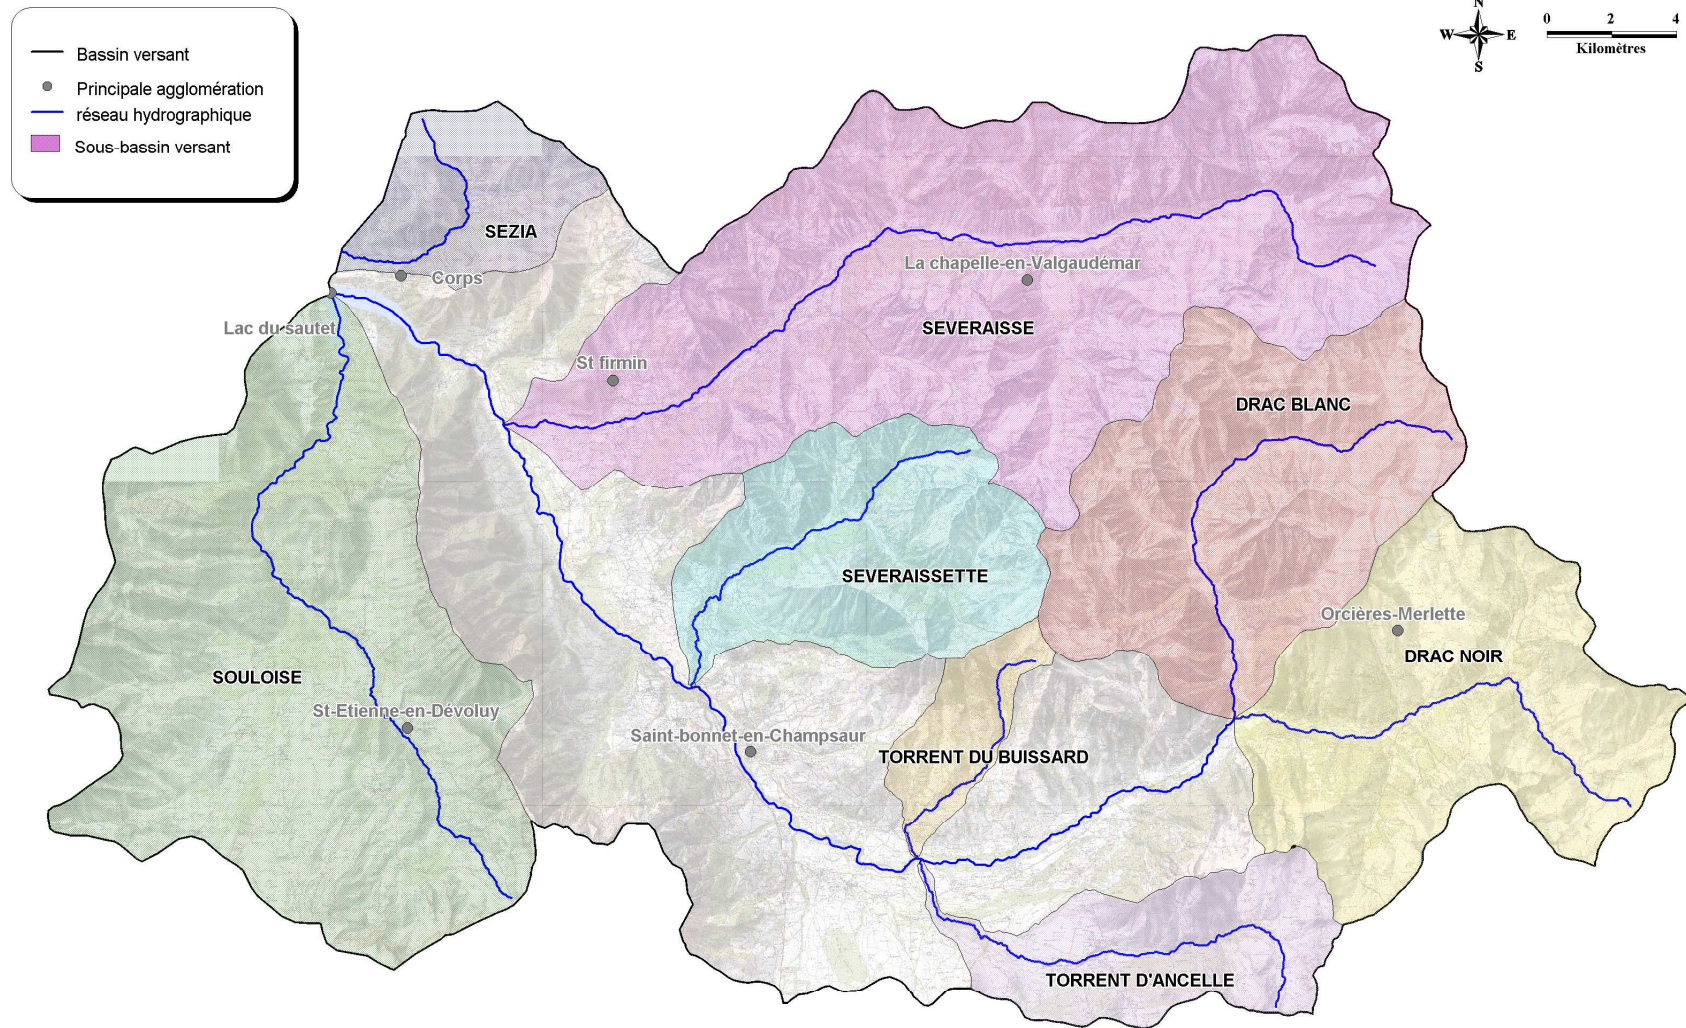 N
W E
S
0 2 4
Kilomètres
Bassin versant
Principale agglomération
réseau hydrographique
Sous-bassin versant
SEZIA
Corps
La chapelle-en-Valgaudémar
Lac du sautet
SEVERAISSE
St firmin
DRAC BLANC
SEVERAISSETTE
Orcières-Merlette
DRAC NOIR
SOULOISE
St-Etienne-en-Dévoluy
Saint-bonnet-en-Champsaur
TORRENT DU BUISSARD
TORRENT D'ANCELLE